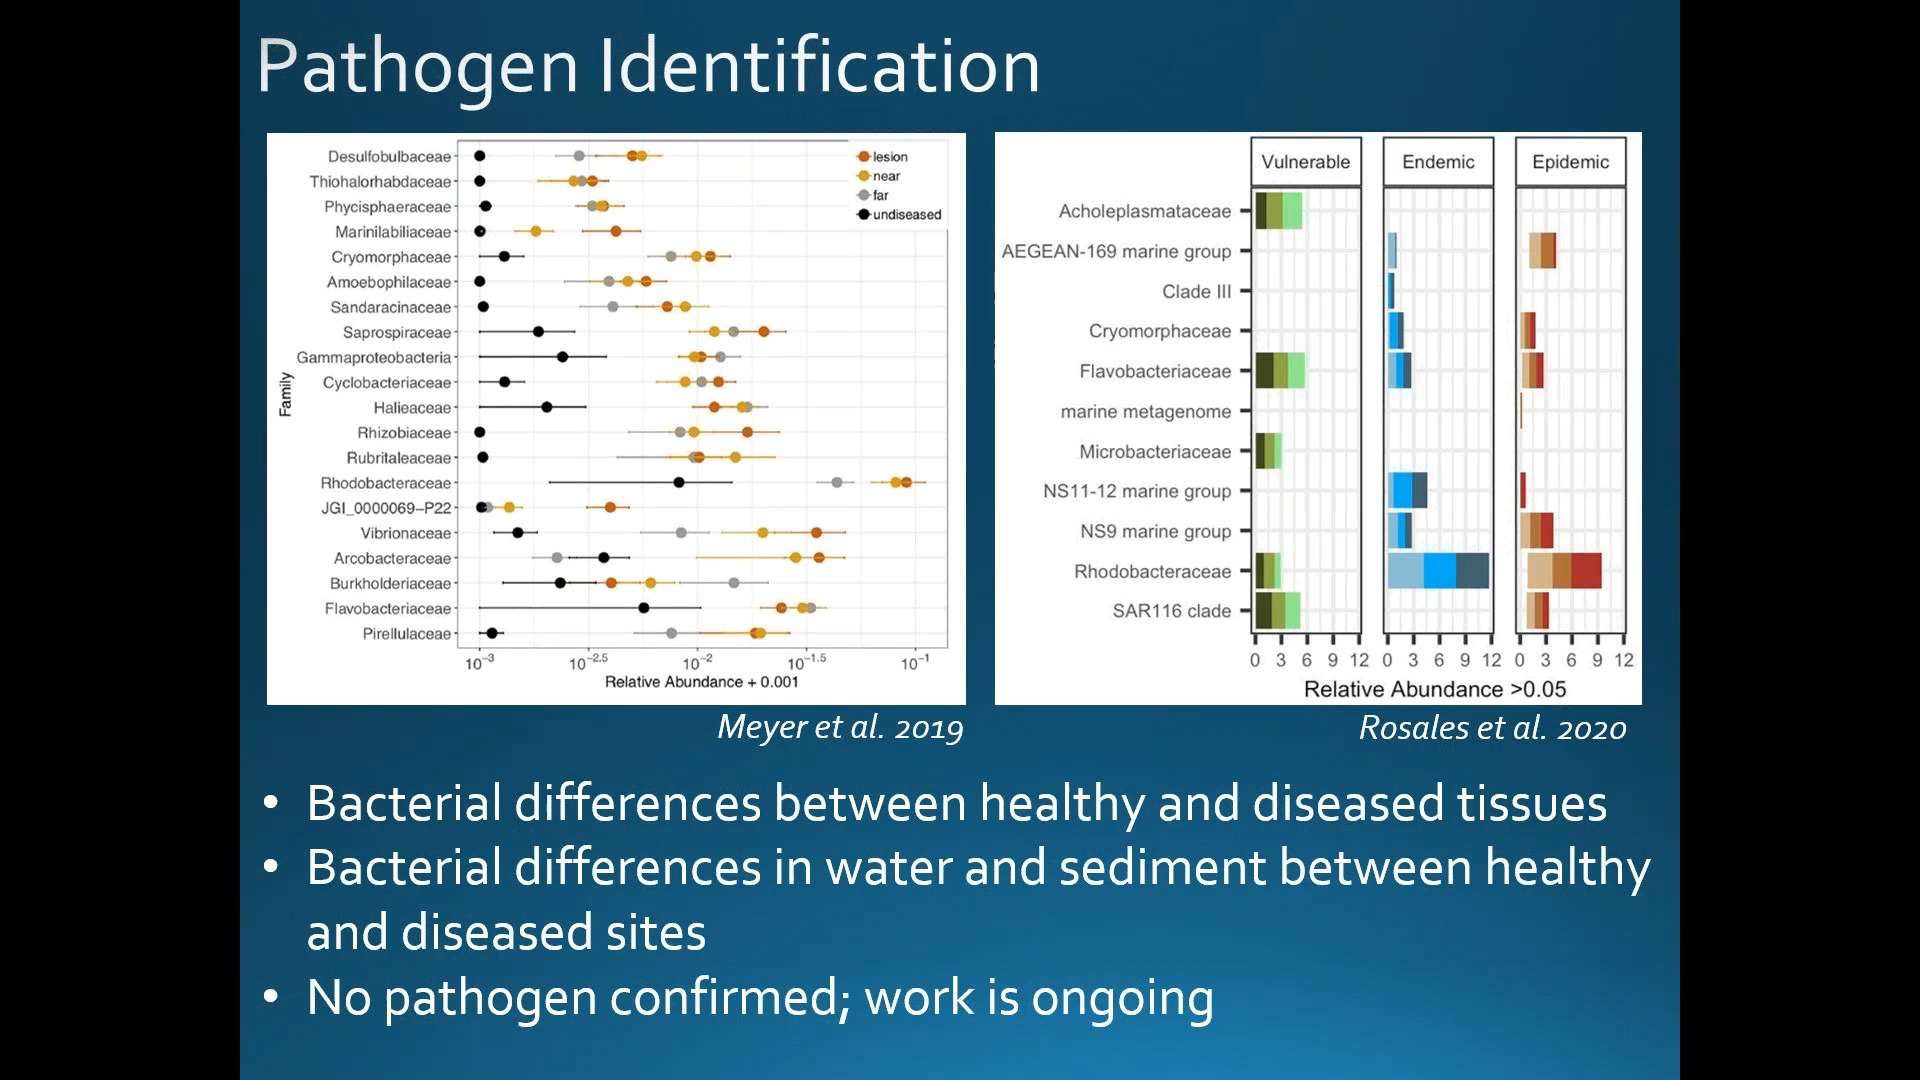 Pathogen Identification
Desulfobulbaceae
Thiohalorhabdaceae
Phycisphaeraceae
Marinilabiliaceae
Cryomorphaceae
Amoebophilaceae
Sandaracinaceae
Saprospiraceae
Gammaproteobacteria
Cyclobacteriaceae
Halieaceae
Rhizobiaceae
Rubritaleaceae
Rhodobacteraceae
JGI_0000069–P22
Vibrionaceae
Arcobacteraceae
Burkholderiaceae
Flavobacteriaceae
Pirellulaceae
Family
lesion
near
far
undiseased
10⁻³ 10⁻²·⁵ 10⁻² 10⁻¹·⁵ 10⁻¹
Relative Abundance + 0.001
Meyer et al. 2019
Vulnerable Endemic Epidemic
Acholeplasmataceae
AEGEAN-169 marine group
Clade III
Cryomorphaceae
Flavobacteriaceae
marine metagenome
Microbacteriaceae
NS11-12 marine group
NS9 marine group
Rhodobacteraceae
SAR116 clade
0 3 6 9 12 0 3 6 9 12 0 3 6 9 12
Relative Abundance >0.05
Rosales et al. 2020
• Bacterial differences between healthy and diseased tissues
• Bacterial differences in water and sediment between healthy
and diseased sites
• No pathogen confirmed; work is ongoing